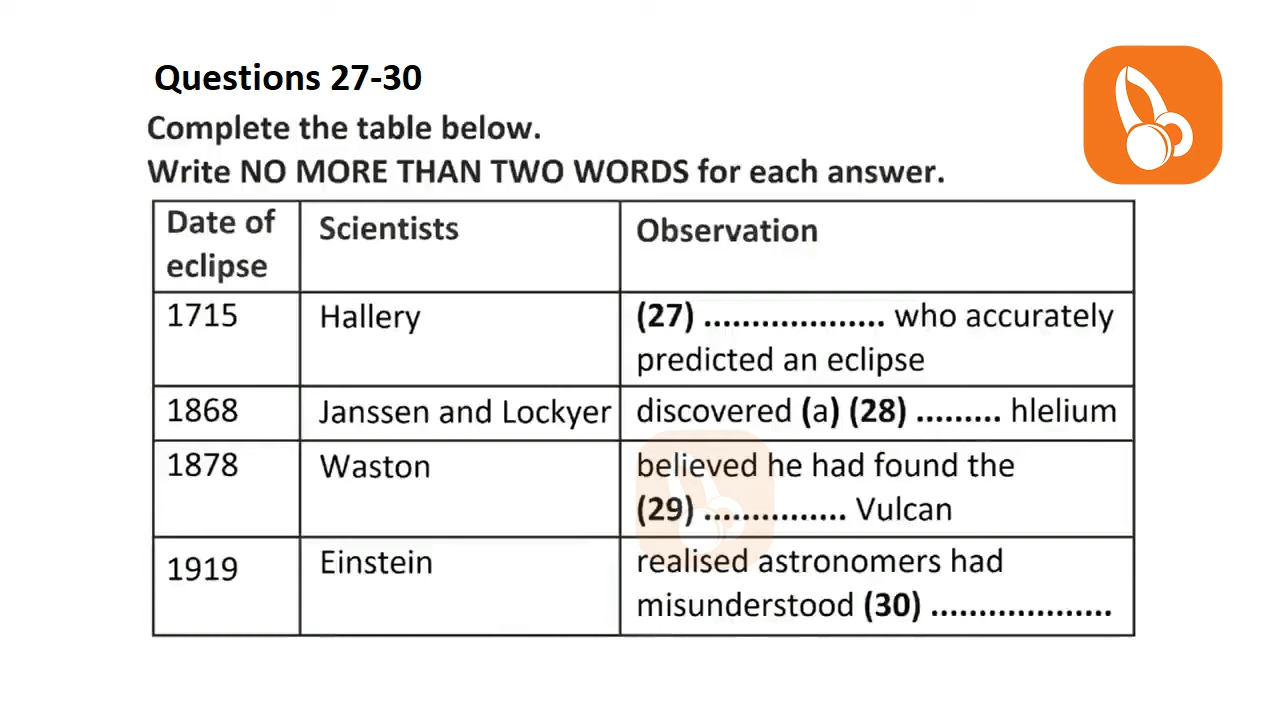 Questions 27-30
Complete the table below.
Write NO MORE THAN TWO WORDS for each answer.
Date of eclipse
Scientists
Observation
1715
Hallery
(27) ................... who accurately
predicted an eclipse
1868
Janssen and Lockyer
discovered (a) (28) ......... hlelium
1878
Waston
believed he had found the
(29) ............... Vulcan
1919
Einstein
realised astronomers had
misunderstood (30) ...................